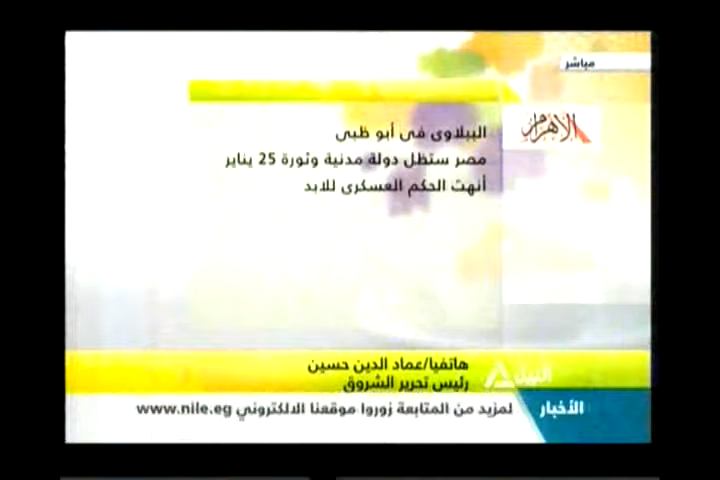 مباشر
الأهرام
الببلاوى فى أبو ظبى
مصر ستظل دولة مدنية وثورة 25 يناير
أنهت الحكم العسكرى للابد
هاتفيا/عماد الدين حسين
رئيس تحرير الشروق
النيل
الأخبار
لمزيد من المتابعة زوروا موقعنا الالكتروني www.nile.eg